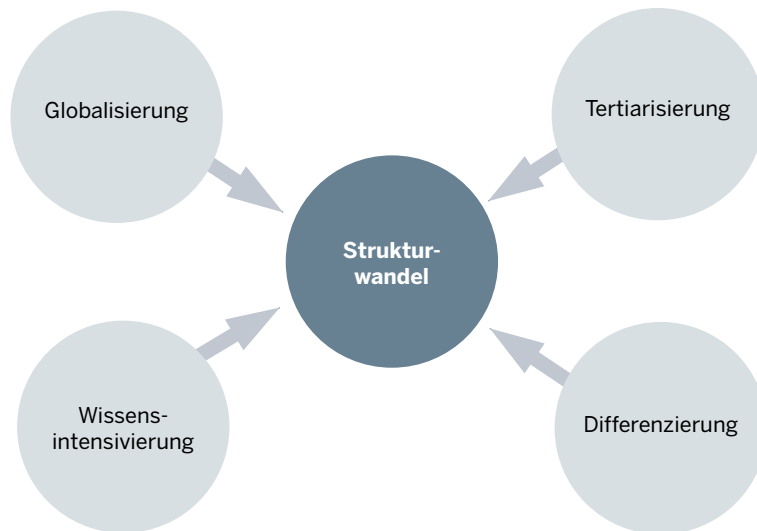 Globalisierung
Tertiarisierung
Struktur-
wandel
Wissens-
intensivierung
Differenzierung